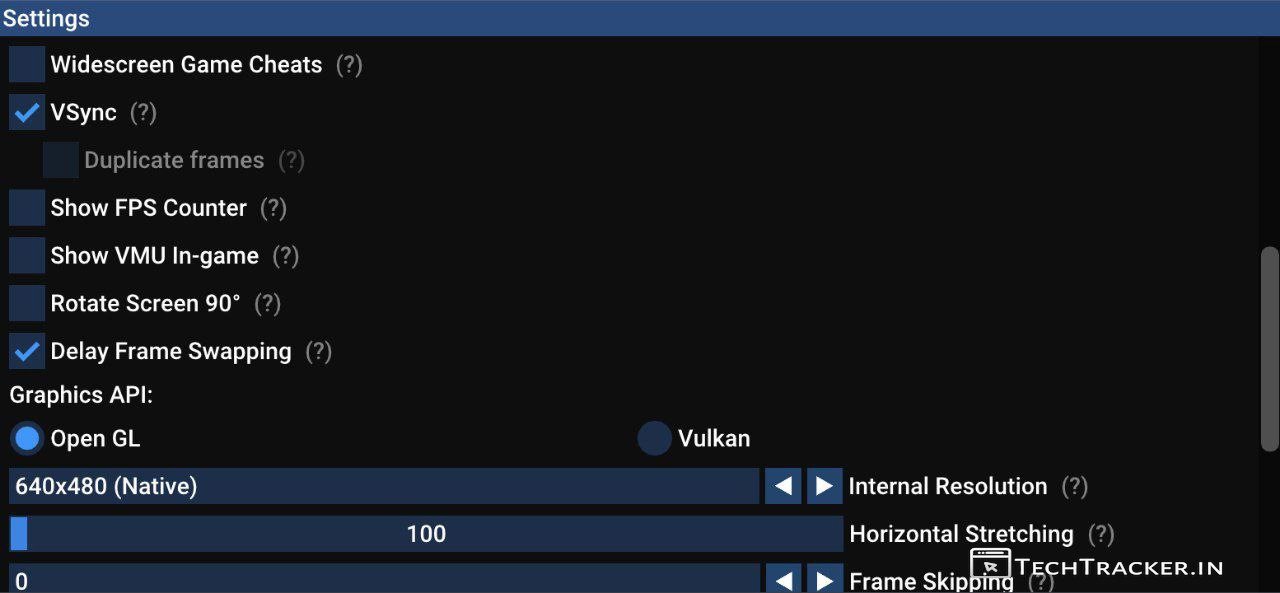 Settings
Widescreen Game Cheats (?)
VSync (?)
Duplicate frames (?)
Show FPS Counter (?)
Show VMU In-game (?)
Rotate Screen 90° (?)
Delay Frame Swapping (?)
Graphics API:
Open GL Vulkan
640x480 (Native) Internal Resolution (?)
100 Horizontal Stretching (?)
0 Frame Skipping (?)
TECHTRACKER.IN